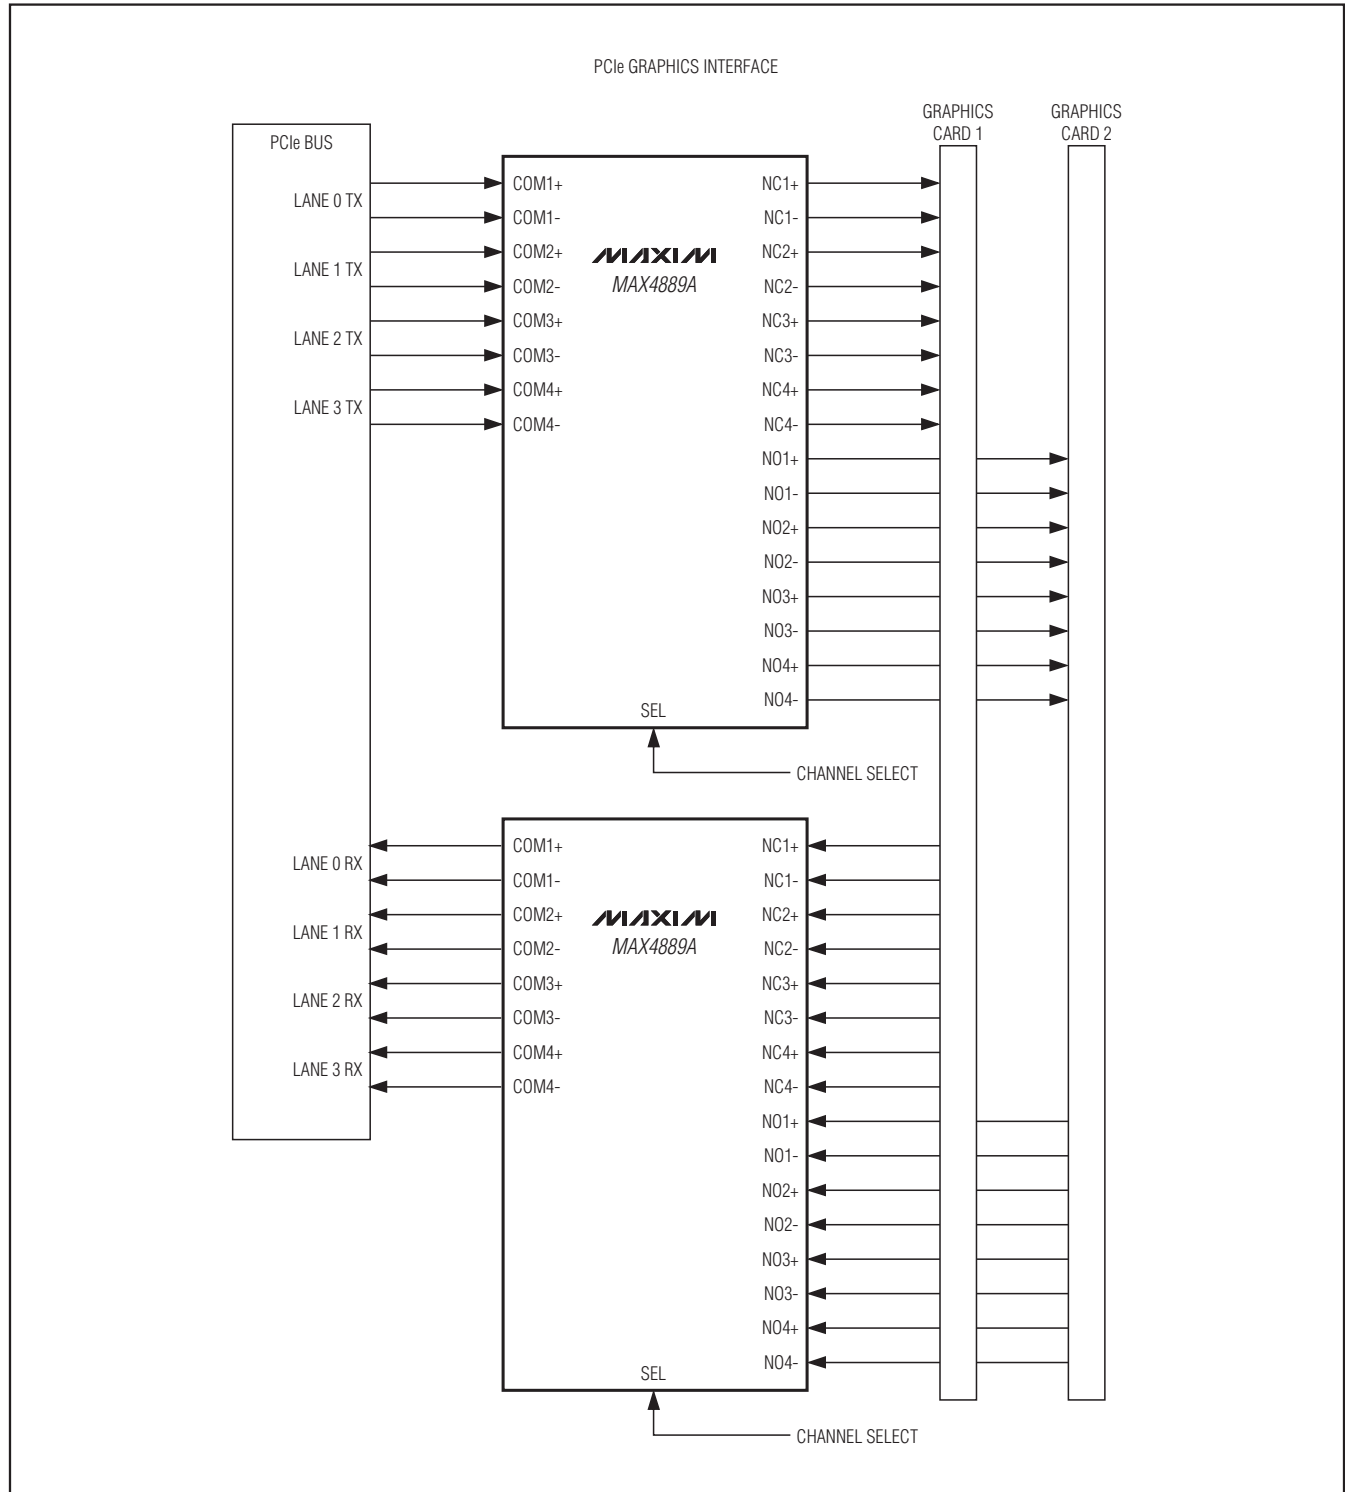 PCIe GRAPHICS INTERFACE
GRAPHICS
CARD 1
GRAPHICS
CARD 2
PCIe BUS
LANE 0 TX
LANE 1 TX
LANE 2 TX
LANE 3 TX
COM1+
COM1-
COM2+
COM2-
COM3+
COM3-
COM4+
COM4-
MAXIM
MAX4889A
NC1+
NC1-
NC2+
NC2-
NC3+
NC3-
NC4+
NC4-
NO1+
NO1-
NO2+
NO2-
NO3+
NO3-
NO4+
NO4-
SEL
CHANNEL SELECT
LANE 0 RX
LANE 1 RX
LANE 2 RX
LANE 3 RX
COM1+
COM1-
COM2+
COM2-
COM3+
COM3-
COM4+
COM4-
MAXIM
MAX4889A
NC1+
NC1-
NC2+
NC2-
NC3+
NC3-
NC4+
NC4-
NO1+
NO1-
NO2+
NO2-
NO3+
NO3-
NO4+
NO4-
SEL
CHANNEL SELECT